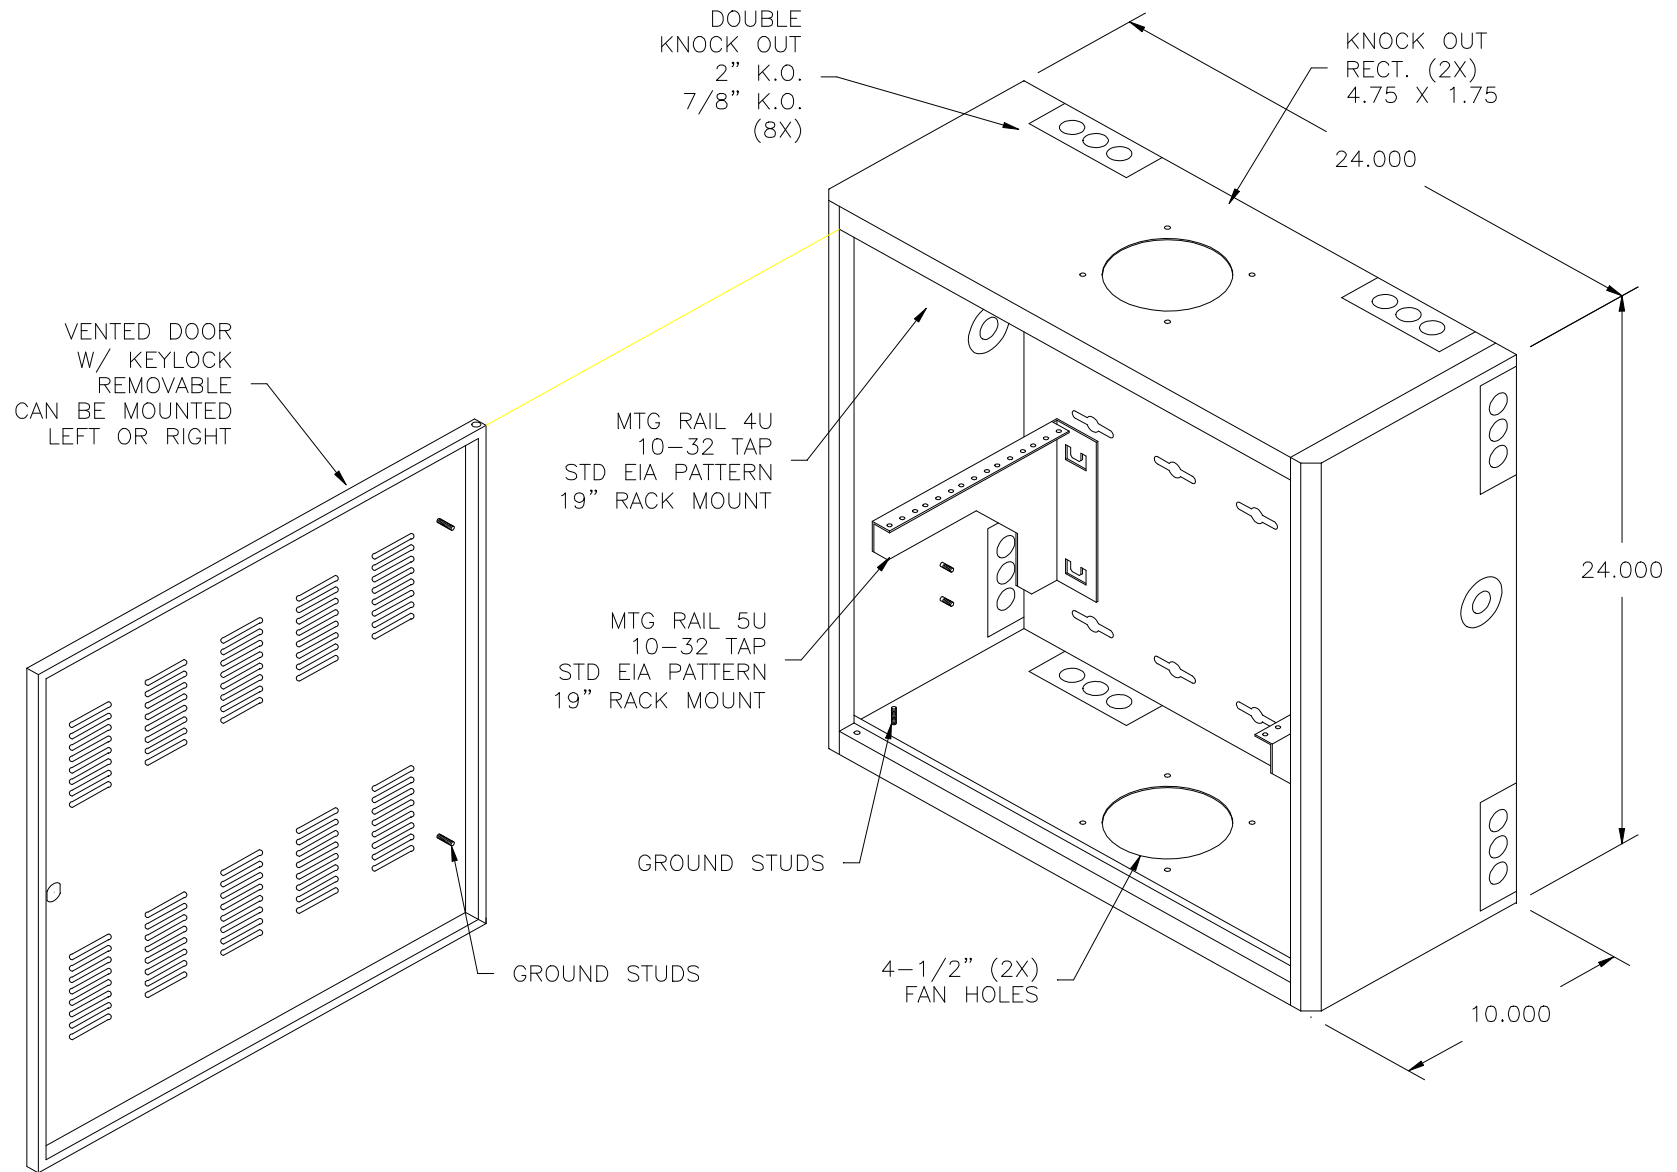 DOUBLE
KNOCK OUT
2” K.O.
7/8” K.O.
(8X)
KNOCK OUT
RECT. (2X)
4.75 X 1.75
24.000
VENTED DOOR
W/ KEYLOCK
REMOVABLE
CAN BE MOUNTED
LEFT OR RIGHT
MTG RAIL 4U
10-32 TAP
STD EIA PATTERN
19” RACK MOUNT
24.000
MTG RAIL 5U
10-32 TAP
STD EIA PATTERN
19” RACK MOUNT
GROUND STUDS
GROUND STUDS
4-1/2” (2X)
FAN HOLES
10.000